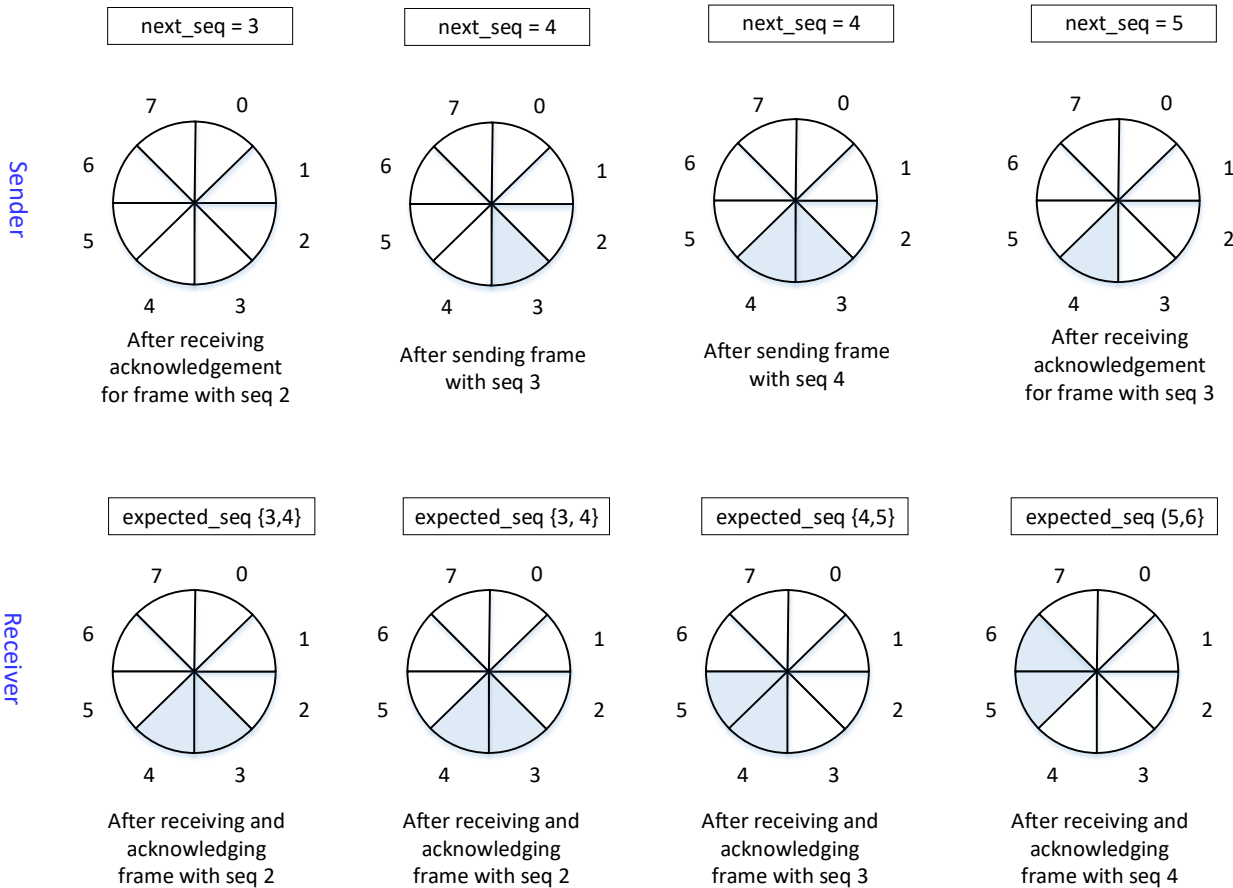 next_seq = 3
next_seq = 4
next_seq = 4
next_seq = 5
Sender
7 0
6 1
5 2
4 3
7 0
6 1
5 2
4 3
7 0
6 1
5 2
4 3
7 0
6 1
5 2
4 3
After receiving
acknowledgement
for frame with seq 2
After sending frame
with seq 3
After sending frame
with seq 4
After receiving
acknowledgement
for frame with seq 3
expected_seq {3,4}
expected_seq {3, 4}
expected_seq {4,5}
expected_seq (5,6}
Receiver
7 0
6 1
5 2
4 3
7 0
6 1
5 2
4 3
7 0
6 1
5 2
4 3
7 0
6 1
5 2
4 3
After receiving and
acknowledging
frame with seq 2
After receiving and
acknowledging
frame with seq 2
After receiving and
acknowledging
frame with seq 3
After receiving and
acknowledging
frame with seq 4